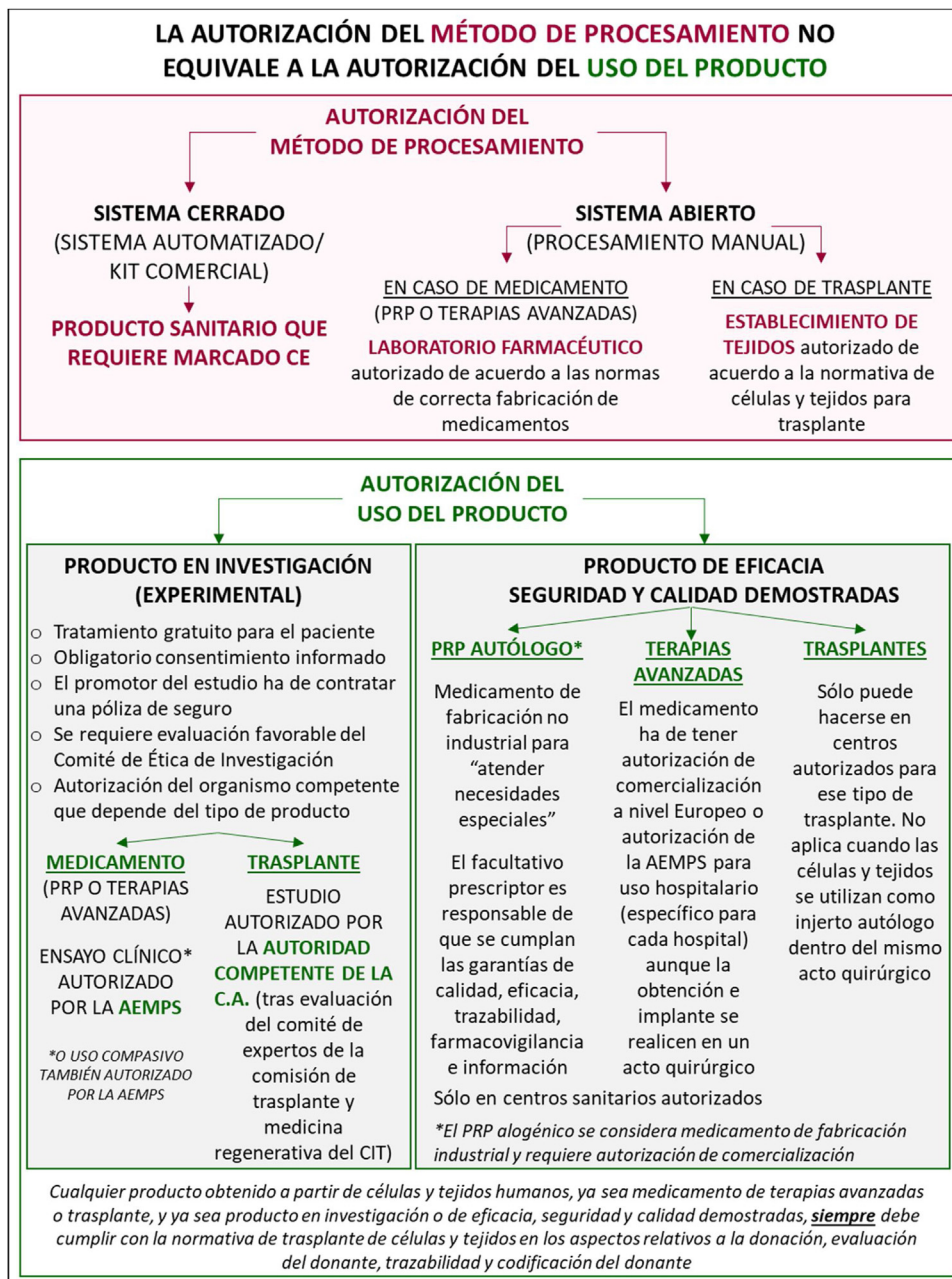 LA AUTORIZACIÓN DEL MÉTODO DE PROCESAMIENTO NO
EQUIVALE A LA AUTORIZACIÓN DEL USO DEL PRODUCTO
AUTORIZACIÓN DEL
MÉTODO DE PROCESAMIENTO
SISTEMA CERRADO
(SISTEMA AUTOMATIZADO/
KIT COMERCIAL)
PRODUCTO SANITARIO QUE
REQUIERE MARCADO CE
SISTEMA ABIERTO
(PROCESAMIENTO MANUAL)
EN CASO DE MEDICAMENTO
(PRP O TERAPIAS AVANZADAS)
LABORATORIO FARMACÉUTICO
autorizado de acuerdo a las normas
de correcta fabricación de
medicamentos
EN CASO DE TRASPLANTE
ESTABLECIMIENTO DE
TEJIDOS autorizado de
acuerdo a la normativa de
células y tejidos para
trasplante
AUTORIZACIÓN DEL
USO DEL PRODUCTO
PRODUCTO EN INVESTIGACIÓN
(EXPERIMENTAL)
o Tratamiento gratuito para el paciente
o Obligatorio consentimiento informado
o El promotor del estudio ha de contratar
una póliza de seguro
o Se requiere evaluación favorable del
Comité de Ética de Investigación
o Autorización del organismo competente
que depende del tipo de producto
MEDICAMENTO
(PRP O TERAPIAS
AVANZADAS)
ENSAYO CLÍNICO*
AUTORIZADO
POR LA AEMPS
*O USO COMPASIVO
TAMBIÉN AUTORIZADO
POR LA AEMPS
TRASPLANTE
ESTUDIO
AUTORIZADO POR
LA AUTORIDAD
COMPETENTE DE LA
C.A. (tras evaluación
del comité de
expertos de la
comisión de
trasplante y
medicina
regenerativa del CIT)
PRODUCTO DE EFICACIA
SEGURIDAD Y CALIDAD DEMOSTRADAS
PRP AUTÓLOGO*
Medicamento de
fabricación no
industrial para
“atender
necesidades
especiales”
El facultativo
prescriptor es
responsable de
que se cumplan
las garantías de
calidad, eficacia,
trazabilidad,
farmacovigilancia
e información
TERAPIAS
AVANZADAS
El medicamento
ha de tener
autorización de
comercialización
a nivel Europeo o
autorización de
la AEMPS para
uso hospitalario
(específico para
cada hospital)
aunque la
obtención e
implante se
realicen en un
acto quirúrgico
TRASPLANTES
Sólo puede
hacerse en
centros
autorizados para
ese tipo de
trasplante. No
aplica cuando las
células y tejidos
se utilizan como
injerto autólogo
dentro del mismo
acto quirúrgico
Sólo en centros sanitarios autorizados
*El PRP alogénico se considera medicamento de fabricación
industrial y requiere autorización de comercialización
Cualquier producto obtenido a partir de células y tejidos humanos, ya sea medicamento de terapias avanzadas
o trasplante, y ya sea producto en investigación o de eficacia, seguridad y calidad demostradas, siempre debe
cumplir con la normativa de trasplante de células y tejidos en los aspectos relativos a la donación, evaluación
del donante, trazabilidad y codificación del donante